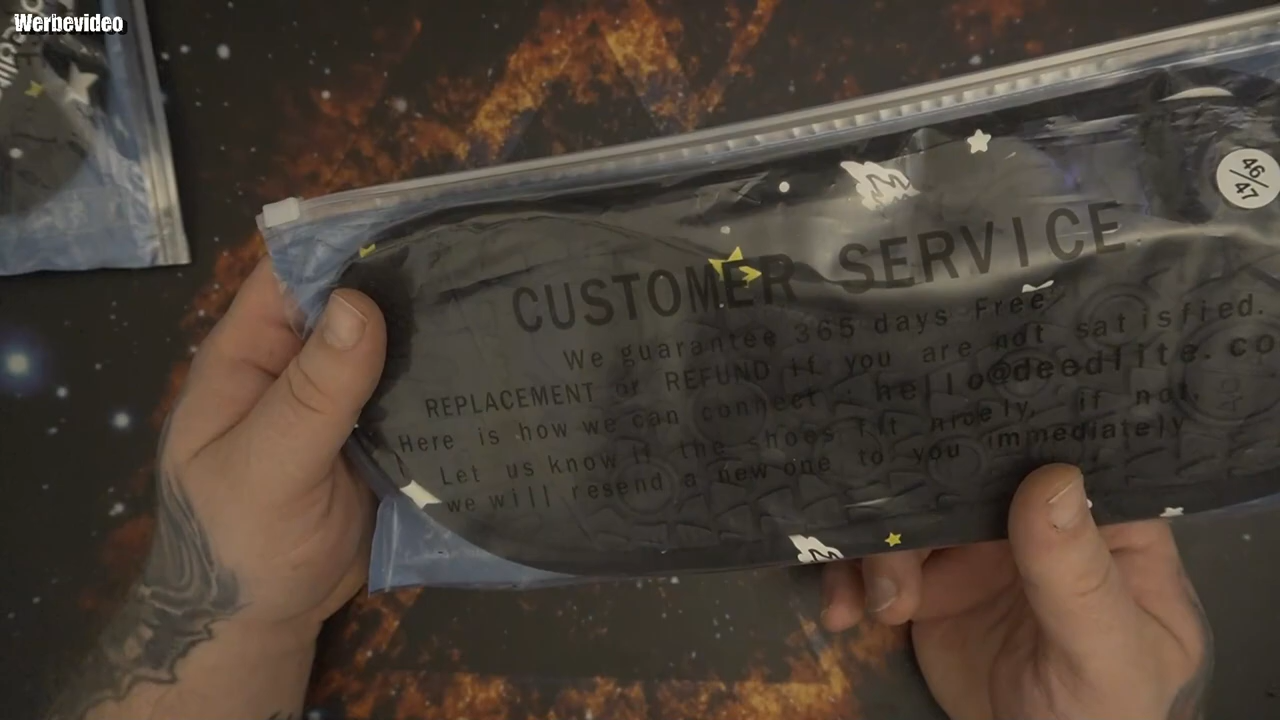 Werbevideo
46/47
CUSTOMER SERVICE
We guarantee 365 days Free
REPLACEMENT or REFUND if you are not satisfied.
Here is how we can connect : hello@deedlite.co
Let us know if the shoes fit nicely, if not,
we will resend a new one to you immediately